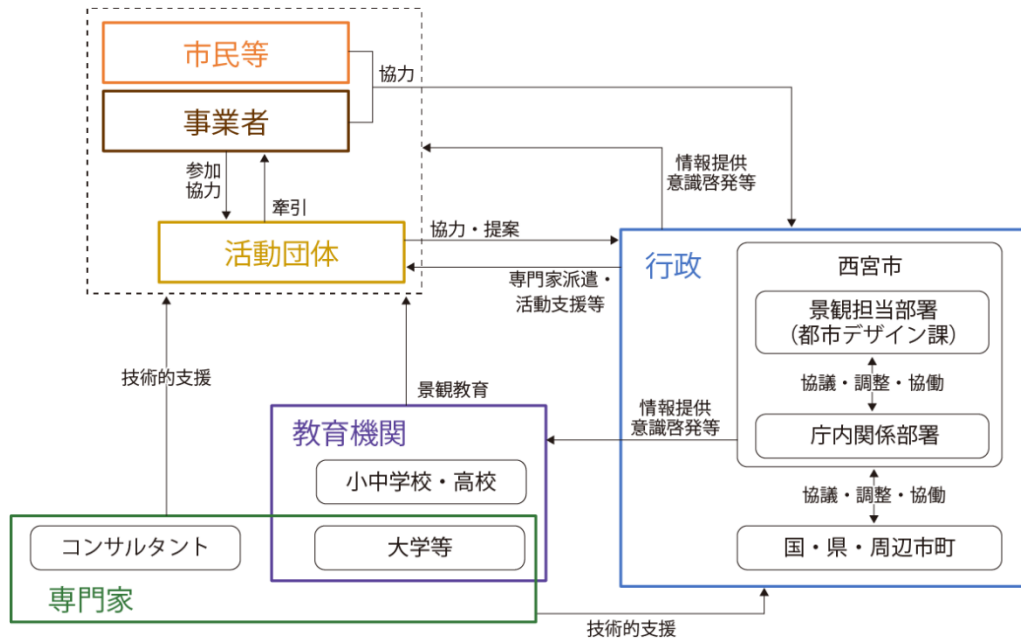 市民等
協力
事業者
参加
協力
牽引
情報提供
意識啓発等
活動団体
協力・提案
専門家派遣・
活動支援等
行政
西宮市
景観担当部署
（都市デザイン課）
協議・調整・協働
庁内関係部署
協議・調整・協働
国・県・周辺市町
技術的支援
景観教育
情報提供
意識啓発等
教育機関
小中学校・高校
コンサルタント
大学等
専門家
技術的支援